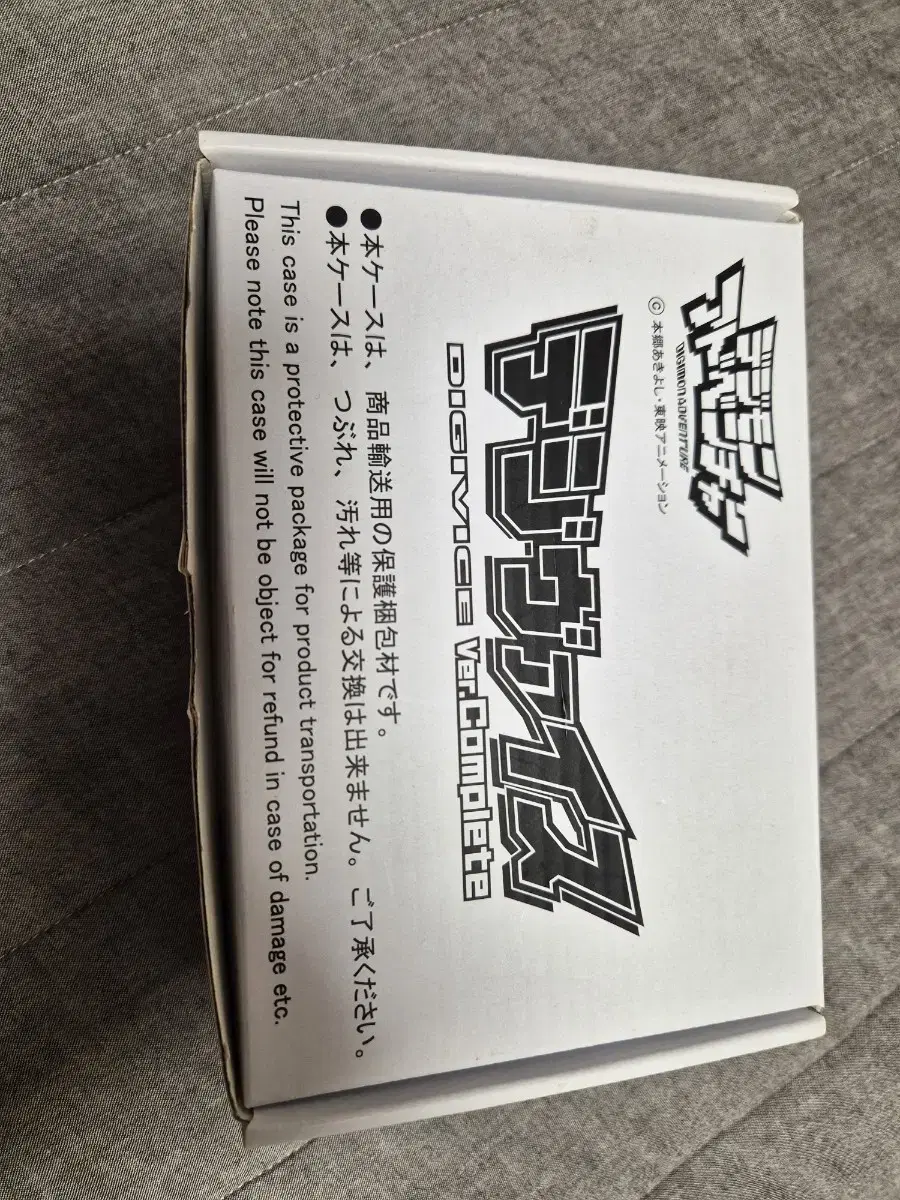 デジモン
アドベンチャー
DIGIMON ADVENTURE
© 本郷あきよし・東映アニメーション
デジヴァイス
DIGIVICE Ver.Complete
●本ケースは、商品輸送用の保護梱包材です。
●本ケースは、つぶれ、汚れ等による交換は出来ません。ご了承ください。
This case is a protective package for product transportation.
Please note this case will not be object for refund in case of damage etc.